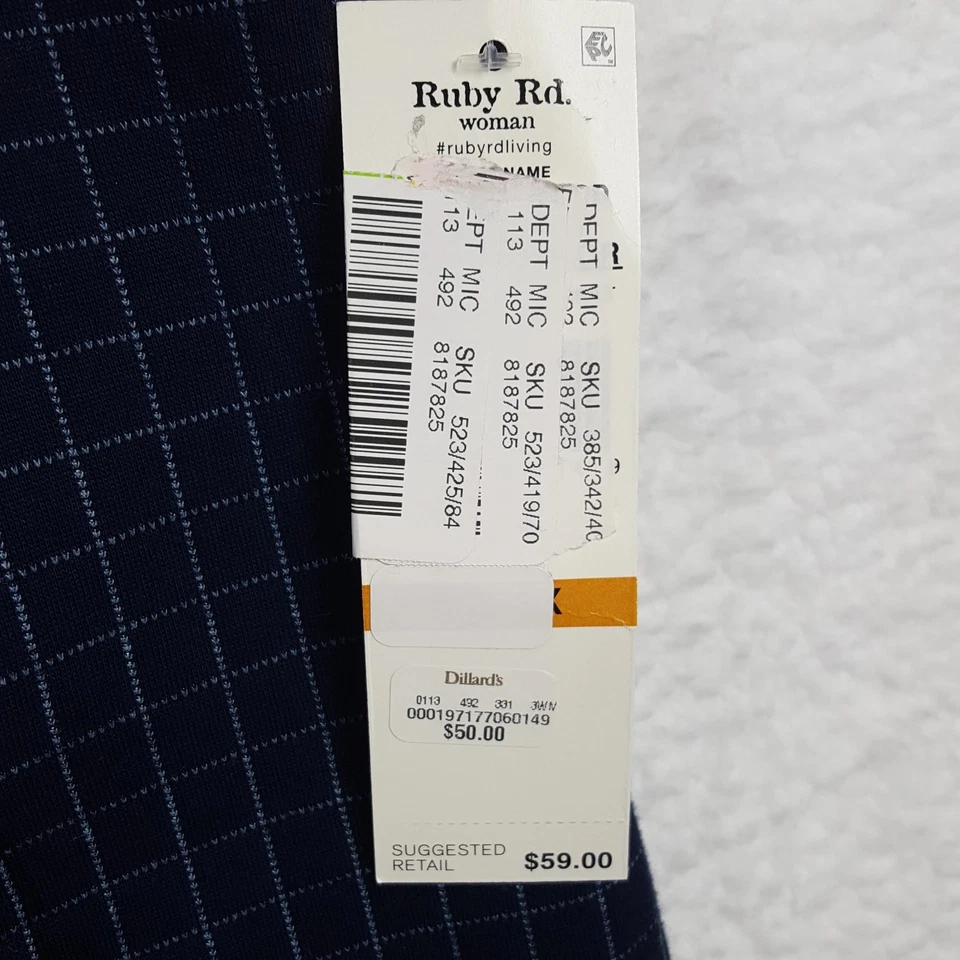 Ruby Rd.
woman
#rubyrdliving
NAME
DEPT MIC SKU 385/342/40
8187825
DEPT MIC SKU 523/419/70
113 492 8187825
EPT MIC SKU 523/425/84
113 492 8187825
X
Dillard's
0113 492 331
000197177060149
$50.00
SUGGESTED
RETAIL $59.00